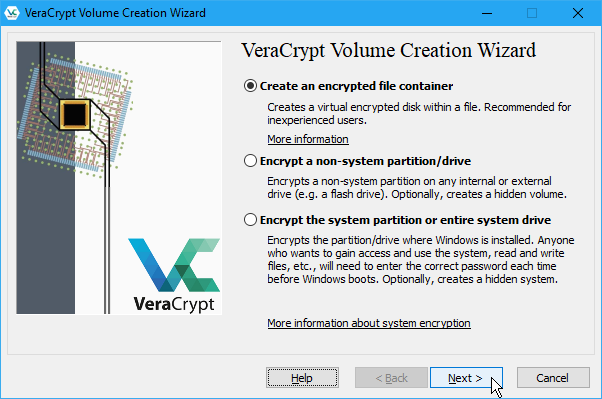 VeraCrypt Volume Creation Wizard
VeraCrypt Volume Creation Wizard
Create an encrypted file container
Creates a virtual encrypted disk within a file. Recommended for
inexperienced users.
More information
Encrypt a non-system partition/drive
Encrypts a non-system partition on any internal or external
drive (e.g. a flash drive). Optionally, creates a hidden volume.
Encrypt the system partition or entire system drive
Encrypts the partition/drive where Windows is installed. Anyone
who wants to gain access and use the system, read and write
files, etc., will need to enter the correct password each time
before Windows boots. Optionally, creates a hidden system.
VeraCrypt
More information about system encryption
Help
< Back
Next >
Cancel